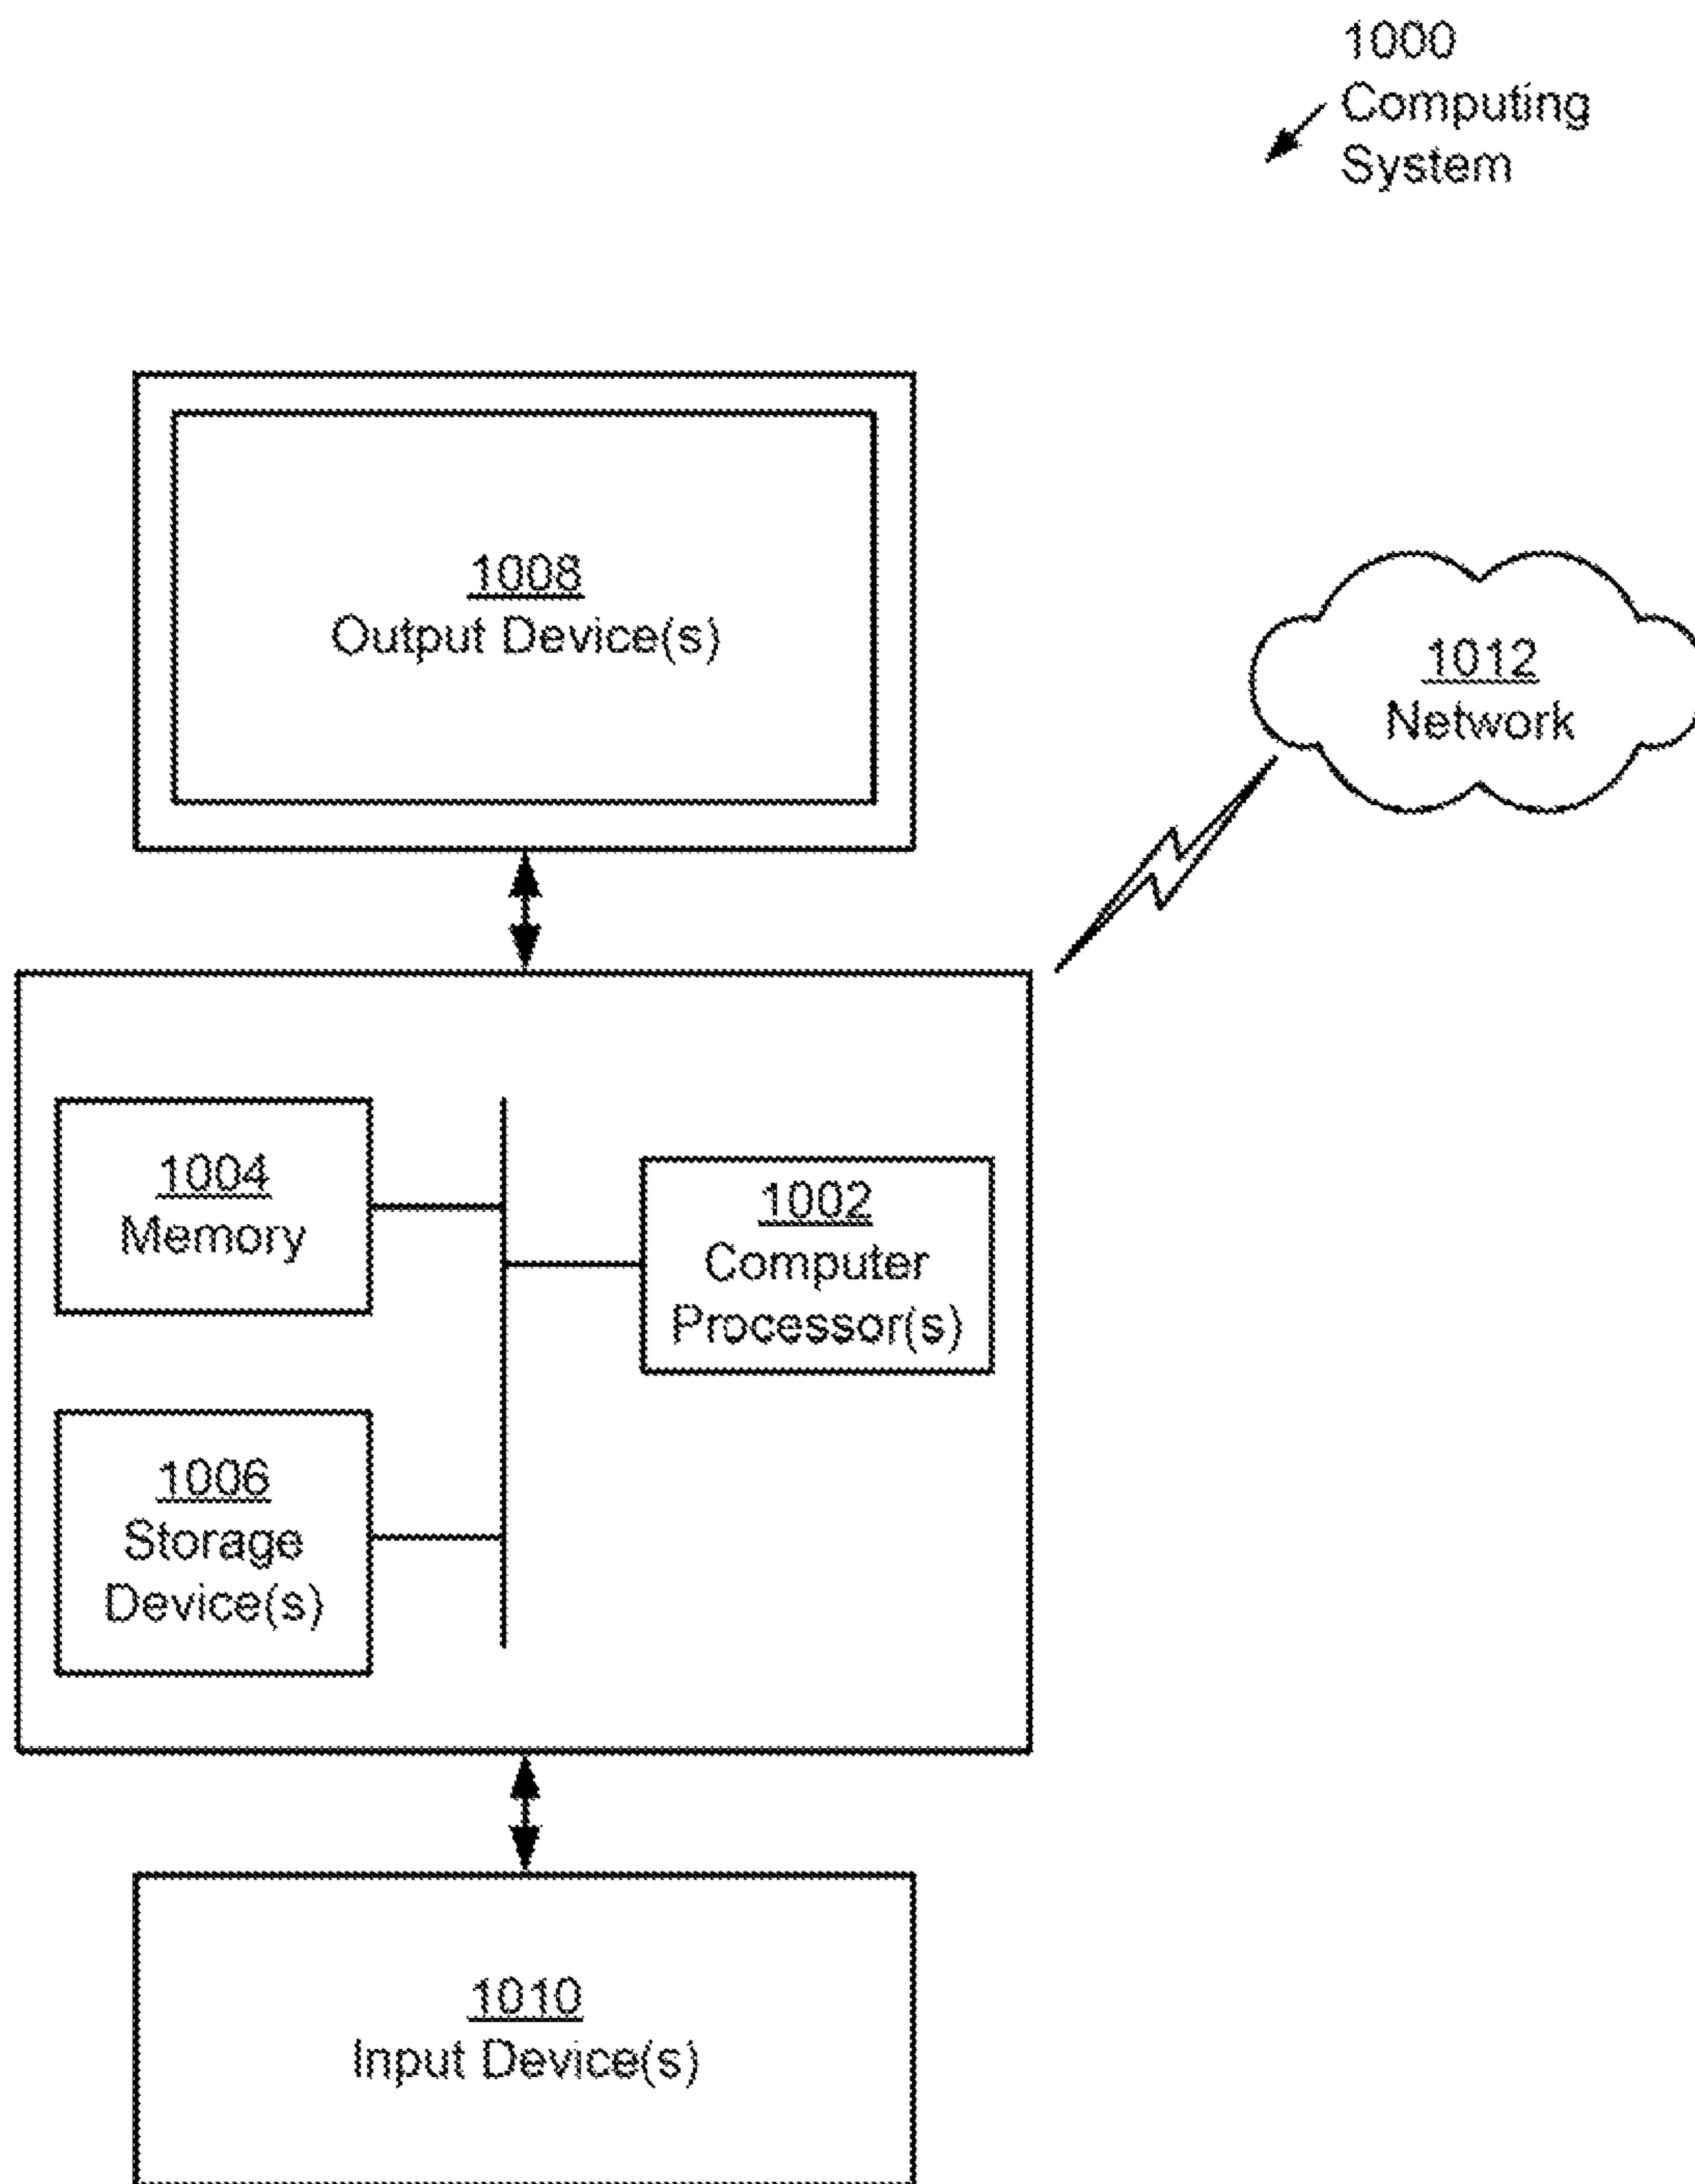 1000
Computing
System
1008
Output Device(s)
1012
Network
1004
Memory
1002
Computer
Processor(s)
1006
Storage
Device(s)
1010
Input Device(s)